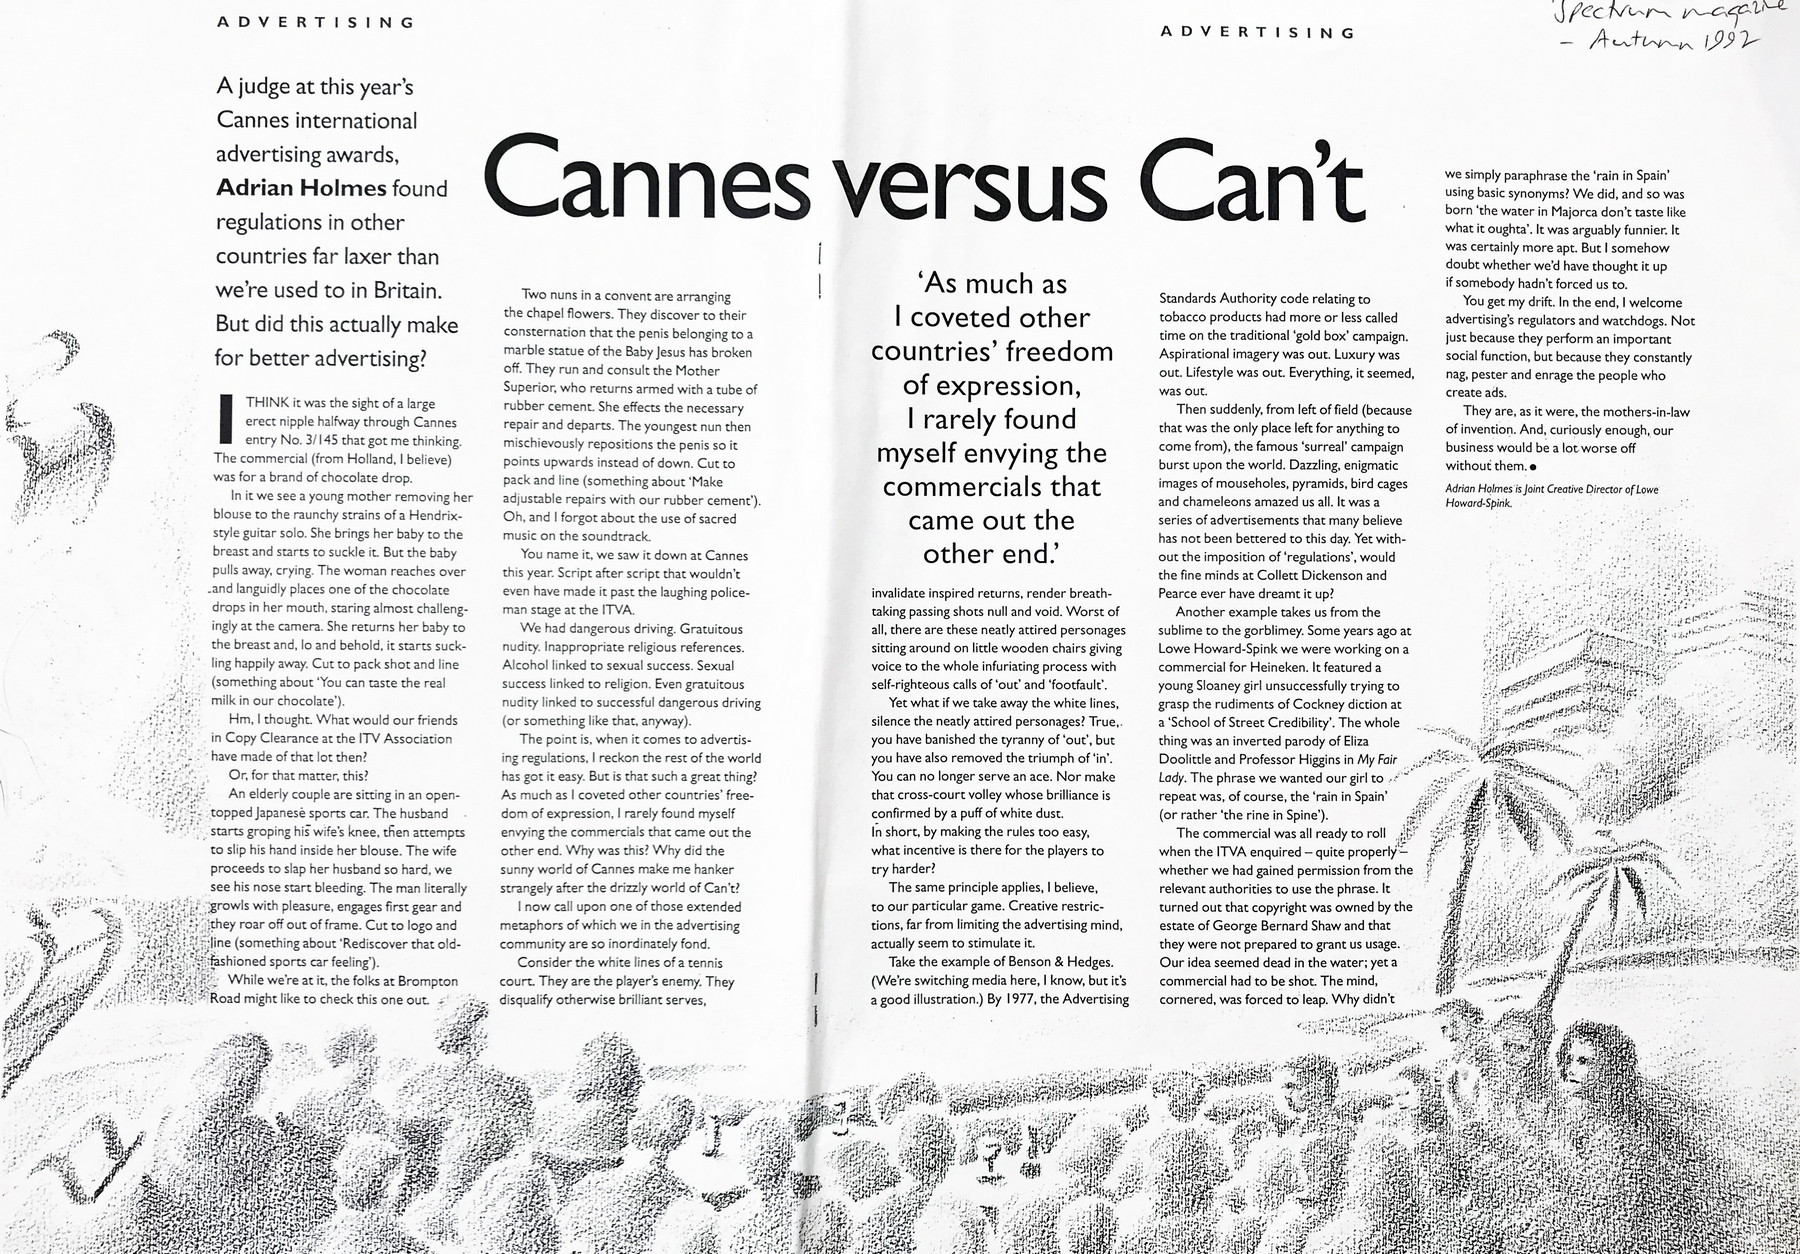 ADVERTISING
ADVERTISING
Spectrum magazine
– Autumn 1992
A judge at this year's
Cannes international
advertising awards,
Adrian Holmes found
regulations in other
countries far laxer than
we're used to in Britain.
But did this actually make
for better advertising?
Cannes versus Can't
I THINK it was the sight of a large
erect nipple halfway through Cannes
entry No. 3/145 that got me thinking.
The commercial (from Holland, I believe)
was for a brand of chocolate drop.
In it we see a young mother removing her
blouse to the raunchy strains of a Hendrix-
style guitar solo. She brings her baby to the
breast and starts to suckle it. But the baby
pulls away, crying. The woman reaches over
and languidly places one of the chocolate
drops in her mouth, staring almost challeng-
ingly at the camera. She returns her baby to
the breast and, lo and behold, it starts suck-
ling happily away. Cut to pack shot and line
(something about 'You can taste the real
milk in our chocolate').
Hm, I thought. What would our friends
in Copy Clearance at the ITV Association
have made of that lot then?
Or, for that matter, this?
An elderly couple are sitting in an open-
topped Japanese sports car. The husband
starts groping his wife's knee, then attempts
to slip his hand inside her blouse. The wife
proceeds to slap her husband so hard, we
see his nose start bleeding. The man literally
growls with pleasure, engages first gear and
they roar off out of frame. Cut to logo and
line (something about 'Rediscover that old-
fashioned sports car feeling').
While we're at it, the folks at Brompton
Road might like to check this one out.
Two nuns in a convent are arranging
the chapel flowers. They discover to their
consternation that the penis belonging to a
marble statue of the Baby Jesus has broken
off. They run and consult the Mother
Superior, who returns armed with a tube of
rubber cement. She effects the necessary
repair and departs. The youngest nun then
mischievously repositions the penis so it
points upwards instead of down. Cut to
pack and line (something about 'Make
adjustable repairs with our rubber cement').
Oh, and I forgot about the use of sacred
music on the soundtrack.
You name it, we saw it down at Cannes
this year. Script after script that wouldn't
even have made it past the laughing police-
man stage at the ITVA.
We had dangerous driving. Gratuitous
nudity. Inappropriate religious references.
Alcohol linked to sexual success. Sexual
success linked to religion. Even gratuitous
nudity linked to successful dangerous driving
(or something like that, anyway).
The point is, when it comes to advertis-
ing regulations, I reckon the rest of the world
has got it easy. But is that such a great thing?
As much as I coveted other countries' free-
dom of expression, I rarely found myself
envying the commercials that came out the
other end. Why was this? Why did the
sunny world of Cannes make me hanker
strangely after the drizzly world of Can't?
I now call upon one of those extended
metaphors of which we in the advertising
community are so inordinately fond.
Consider the white lines of a tennis
court. They are the player's enemy. They
disqualify otherwise brilliant serves,
'As much as
I coveted other
countries' freedom
of expression,
I rarely found
myself envying the
commercials that
came out the
other end.'
invalidate inspired returns, render breath-
taking passing shots null and void. Worst of
all, there are these neatly attired personages
sitting around on little wooden chairs giving
voice to the whole infuriating process with
self-righteous calls of 'out' and 'footfault'.
Yet what if we take away the white lines,
silence the neatly attired personages? True,
you have banished the tyranny of 'out', but
you have also removed the triumph of 'in'.
You can no longer serve an ace. Nor make
that cross-court volley whose brilliance is
confirmed by a puff of white dust.
In short, by making the rules too easy,
what incentive is there for the players to
try harder?
The same principle applies, I believe,
to our particular game. Creative restric-
tions, far from limiting the advertising mind,
actually seem to stimulate it.
Take the example of Benson & Hedges.
(We're switching media here, I know, but it's
a good illustration.) By 1977, the Advertising
Standards Authority code relating to
tobacco products had more or less called
time on the traditional 'gold box' campaign.
Aspirational imagery was out. Luxury was
out. Lifestyle was out. Everything, it seemed,
was out.
Then suddenly, from left of field (because
that was the only place left for anything to
come from), the famous 'surreal' campaign
burst upon the world. Dazzling, enigmatic
images of mouseholes, pyramids, bird cages
and chameleons amazed us all. It was a
series of advertisements that many believe
has not been bettered to this day. Yet with-
out the imposition of 'regulations', would
the fine minds at Collett Dickenson and
Pearce ever have dreamt it up?
Another example takes us from the
sublime to the gorblimey. Some years ago at
Lowe Howard-Spink we were working on a
commercial for Heineken. It featured a
young Sloaney girl unsuccessfully trying to
grasp the rudiments of Cockney diction at
a 'School of Street Credibility'. The whole
thing was an inverted parody of Eliza
Doolittle and Professor Higgins in My Fair
Lady. The phrase we wanted our girl to
repeat was, of course, the 'rain in Spain'
(or rather 'the rine in Spine').
The commercial was all ready to roll
when the ITVA enquired – quite properly –
whether we had gained permission from the
relevant authorities to use the phrase. It
turned out that copyright was owned by the
estate of George Bernard Shaw and that
they were not prepared to grant us usage.
Our idea seemed dead in the water; yet a
commercial had to be shot. The mind,
cornered, was forced to leap. Why didn't
we simply paraphrase the 'rain in Spain'
using basic synonyms? We did, and so was
born 'the water in Majorca don't taste like
what it oughta'. It was arguably funnier. It
was certainly more apt. But I somehow
doubt whether we'd have thought it up
if somebody hadn't forced us to.
You get my drift. In the end, I welcome
advertising's regulators and watchdogs. Not
just because they perform an important
social function, but because they constantly
nag, pester and enrage the people who
create ads.
They are, as it were, the mothers-in-law
of invention. And, curiously enough, our
business would be a lot worse off
without them. ●
Adrian Holmes is Joint Creative Director of Lowe
Howard-Spink.